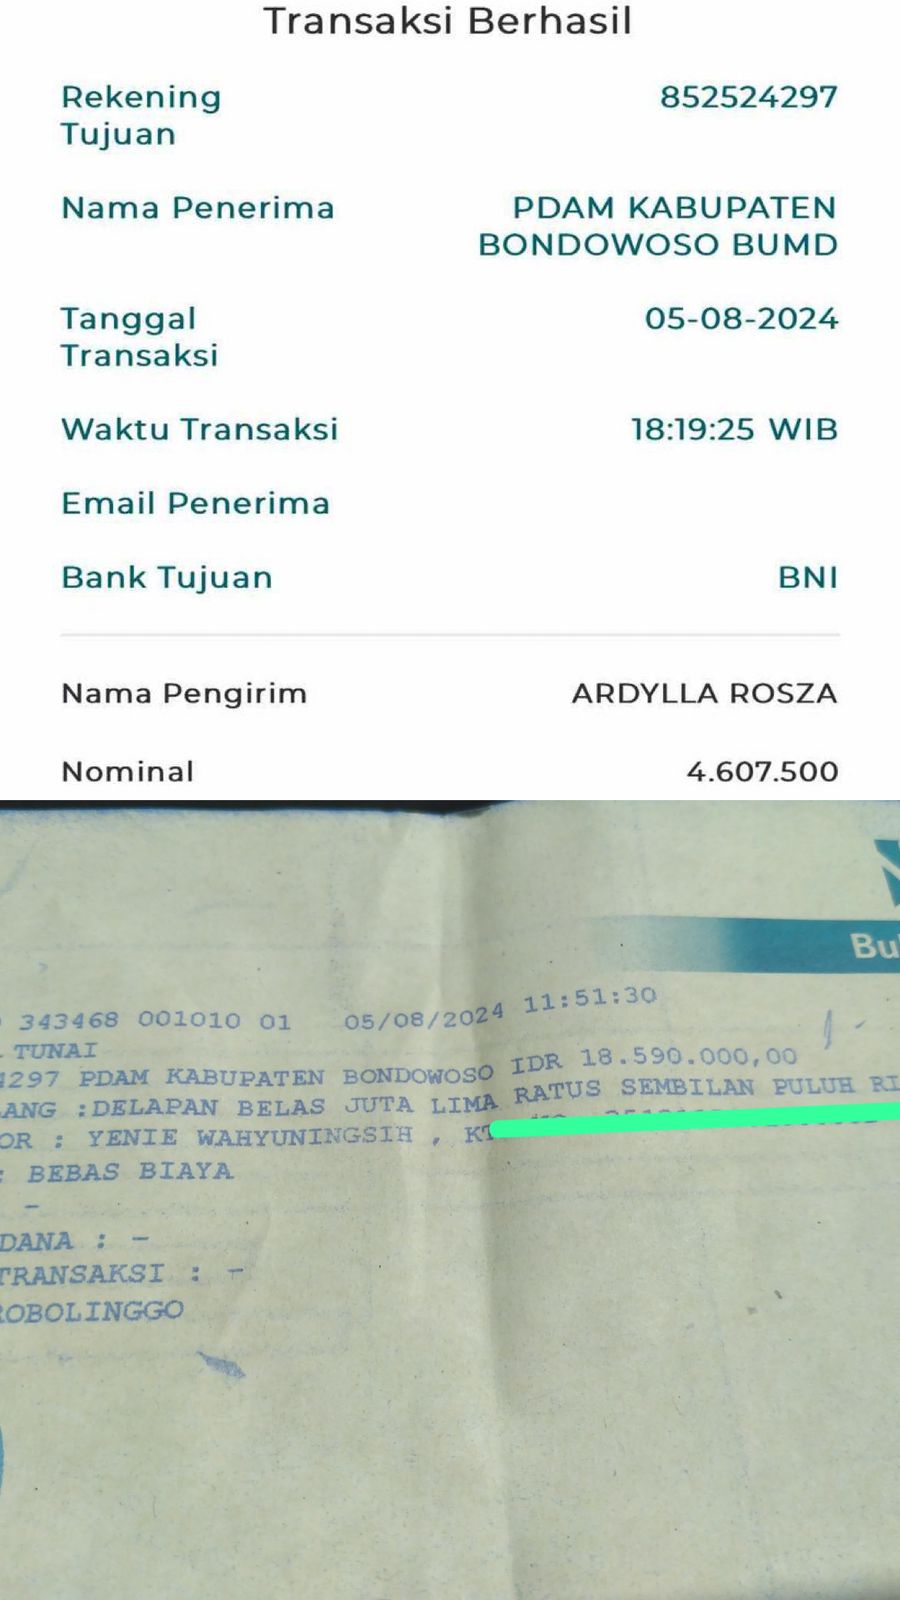 Transaksi Berhasil
Rekening Tujuan 852524297
Nama Penerima PDAM KABUPATEN BONDOWOSO BUMD
Tanggal Transaksi 05-08-2024
Waktu Transaksi 18:19:25 WIB
Email Penerima
Bank Tujuan BNI
Nama Pengirim ARDYLLA ROSZA
Nominal 4.607.500
Bu
343468 001010 01 05/08/2024 11:51:30
TUNAI
4297 PDAM KABUPATEN BONDOWOSO IDR 18.590.000,00
ANG :DELAPAN BELAS JUTA LIMA RATUS SEMBILAN PULUH RI
OR : YENIE WAHYUNINGSIH , KT
: BEBAS BIAYA
-
DANA : -
TRANSAKSI : -
ROBOLINGGO